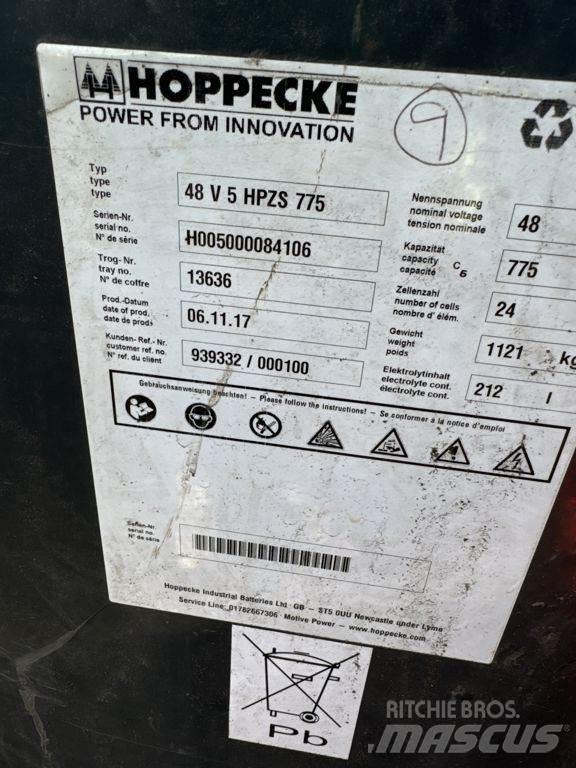 HOPPECKE
POWER FROM INNOVATION
9
Typ
type
type
48 V 5 HPZS 775
Serien-Nr.
serial no.
N° de série
H005000084106
Trog- Nr.
tray no.
N° de coffre
13636
Prod.-Datum
date of prod.
date de prod.
06.11.17
Kunden- Ref.- Nr.
customer ref. no.
N° ref. du client
939332 / 000100
Nennspannung
nominal voltage
tension nominale
48
Kapazitat
capacity C5
capacité
775
Zellenzahl
number of cells
nombre d' élém.
24
Gewicht
weight
poids
1121 kg
Elektrolytinhalt
electrolyte cont.
électrolyte cont.
212 l
Gebrauchsanweisung beachten! – Please follow the instructions! – Se conformer à la notice d'emploi
Serien-Nr.
serial no.
N° de série
Hoppecke Industrial Batteries Ltd · GB – ST5 0UU Newcastle under Lyme
Service Line: 01782667306 · Motive Power – www.hoppecke.com
Pb
RITCHIE BROS.
MASCUS